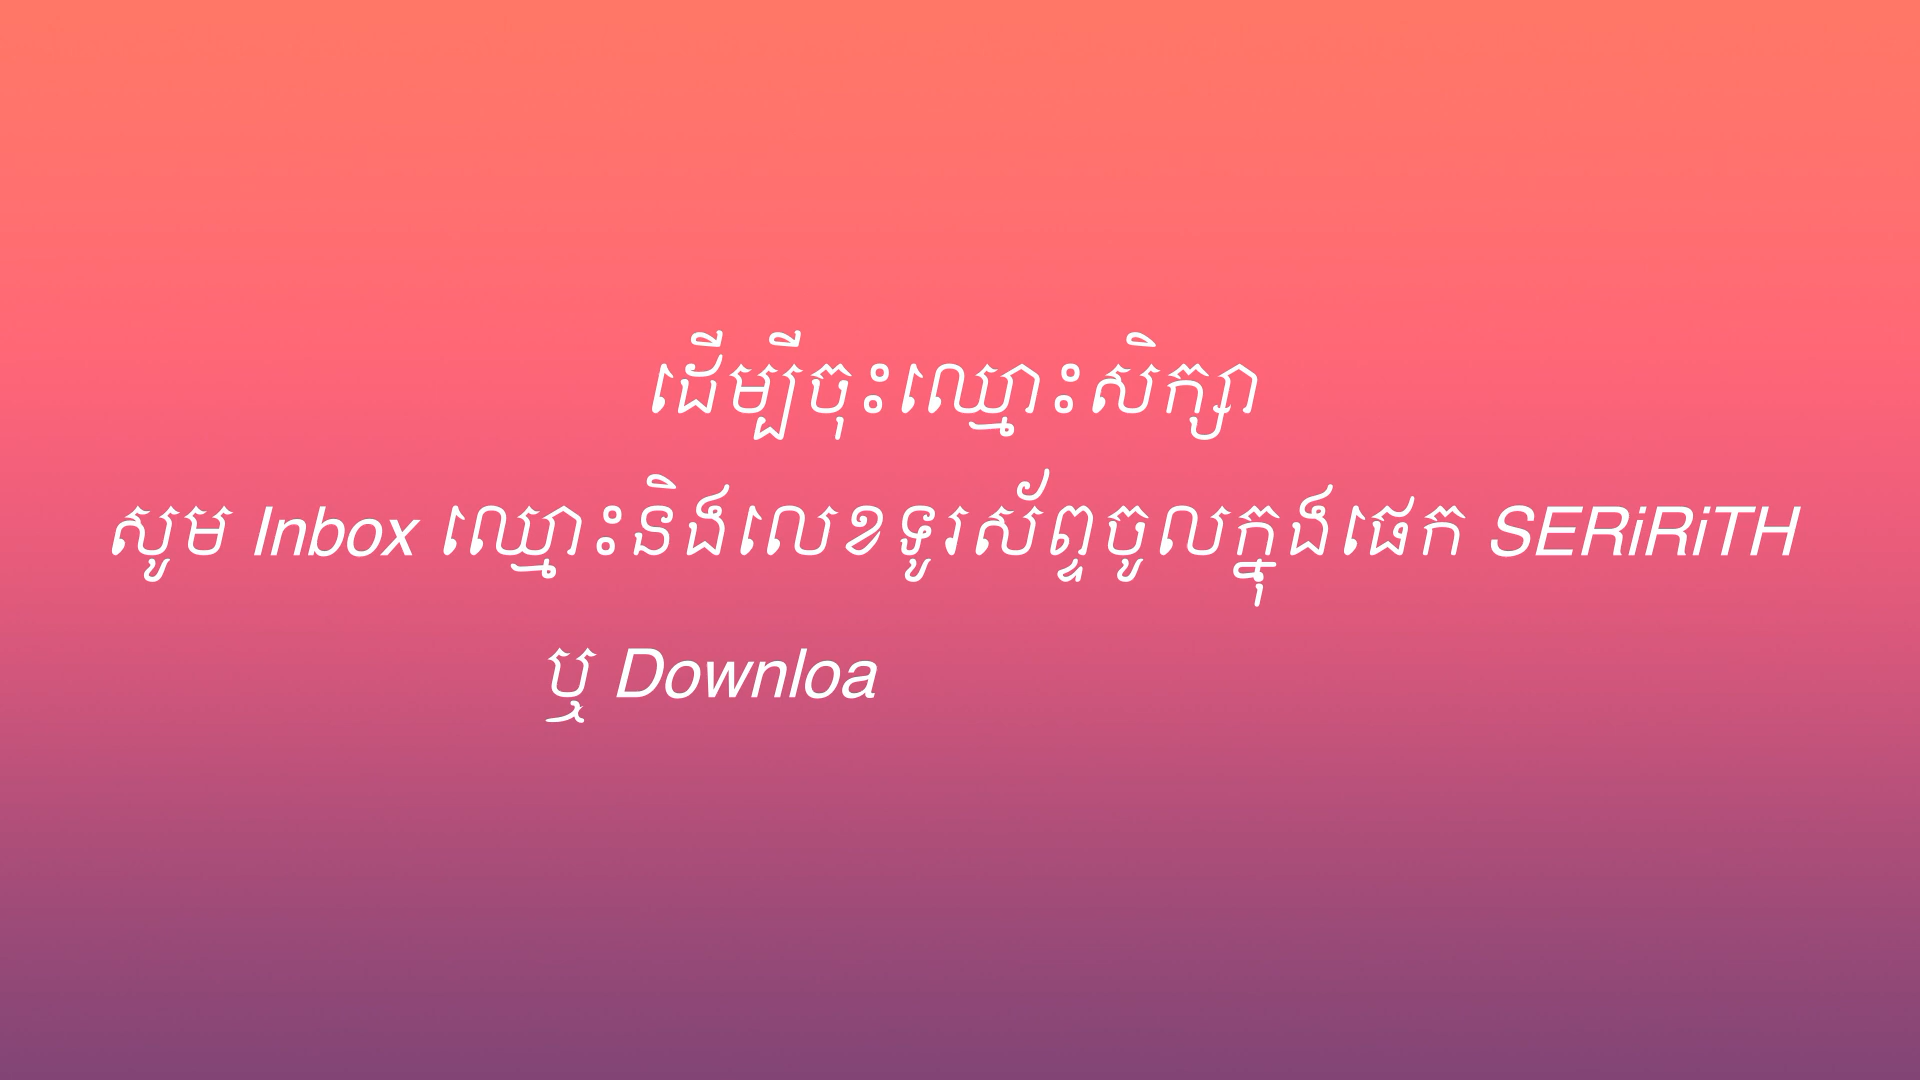 ដើម្បីចុះឈ្មោះសិក្សា
សូម Inbox ឈ្មោះនិងលេខទូរស័ព្ទចូលក្នុងផេក SERiRiTH
ឬ Downloa